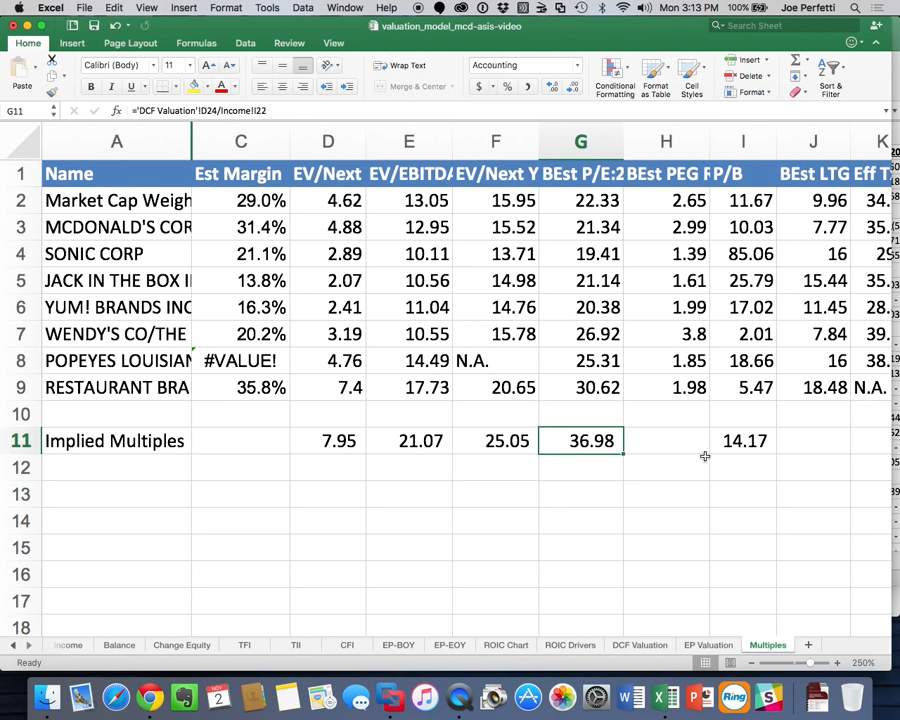 Excel File Edit View Insert Format Tools Data Window Help 100% Mon 3:13 PM Joe Perfetti
valuation_model_mcd-asis-video
Search Sheet
Home Insert Page Layout Formulas Data Review View
Paste Calibri (Body) 11 A A Wrap Text Accounting Insert
B I U A Merge & Center $ % Conditional Formatting Format as Table Cell Styles Delete Format Sort & Filter
G11 fx ='DCF Valuation'!D24/Income!I22
A C D E F G H I J K
1 Name Est Margin EV/Next EV/EBITDA EV/Next Y BEst P/E:2 BEst PEG P/B BEst LTG Eff T
2 Market Cap Weigh 29.0% 4.62 13.05 15.95 22.33 2.65 11.67 9.96 34.
3 MCDONALD'S COR 31.4% 4.88 12.95 15.52 21.34 2.99 10.03 7.77 35.
4 SONIC CORP 21.1% 2.89 10.11 13.71 19.41 1.39 85.06 16 29
5 JACK IN THE BOX I 13.8% 2.07 10.56 14.98 21.14 1.61 25.79 15.44 35.
6 YUM! BRANDS INC 16.3% 2.41 11.04 14.76 20.38 1.99 17.02 11.45 28.
7 WENDY'S CO/THE 20.2% 3.19 10.55 15.78 26.92 3.8 2.01 7.84 39.
8 POPEYES LOUISIAN #VALUE! 4.76 14.49 N.A. 25.31 1.85 18.66 16 38.
9 RESTAURANT BRA 35.8% 7.4 17.73 20.65 30.62 1.98 5.47 18.48 N.A.
10
11 Implied Multiples 7.95 21.07 25.05 36.98 14.17
12
13
14
15
16
17
18
Income Balance Change Equity TFI TII CFI EP-BOY EP-EOY ROIC Chart ROIC Drivers DCF Valuation EP Valuation Multiples +
Ready 250%
NOV 2 Ring